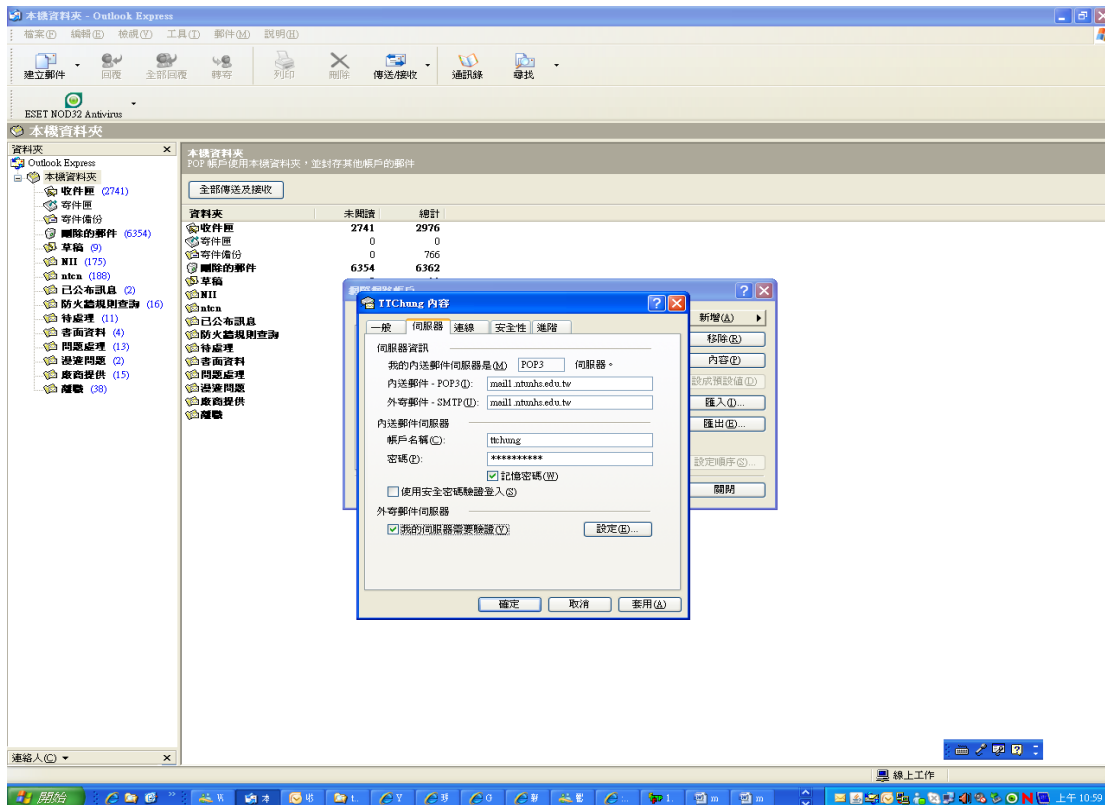 本機資料夾 - Outlook Express
檔案(F) 編輯(E) 檢視(V) 工具(T) 郵件(M) 說明(H)
建立郵件 回覆 全部回覆 轉寄 列印 刪除 傳送/接收 通訊錄 尋找
ESET NOD32 Antivirus
本機資料夾
資料夾 ×
Outlook Express
本機資料夾
收件匣 (2741)
寄件匣
寄件備份
刪除的郵件 (6354)
草稿 (9)
NII (175)
ntcn (188)
已公布訊息 (2)
防火牆規則查詢 (16)
待處理 (11)
書面資料 (4)
問題處理 (13)
漫遊問題 (2)
廠商提供 (15)
離職 (38)
連絡人(C) ×
本機資料夾
POP 帳戶使用本機資料夾,並封存其他帳戶的郵件
全部傳送及接收
資料夾 未閱讀 總計
收件匣 2741 2976
寄件匣 0 0
寄件備份 0 766
刪除的郵件 6354 6362
草稿
NII
ntcn
已公布訊息
防火牆規則查詢
待處理
書面資料
問題處理
漫遊問題
廠商提供
離職
網際網路帳戶
新增(A)
移除(R)
內容(P)
設成預設值(D)
匯入(I)...
匯出(E)...
設定順序(S)...
關閉
TTChung 內容
一般 伺服器 連線 安全性 進階
伺服器資訊
我的內送郵件伺服器是(M) POP3 伺服器。
內送郵件 - POP3(I): mail1.ntunhs.edu.tw
外寄郵件 - SMTP(U): mail1.ntunhs.edu.tw
內送郵件伺服器
帳戶名稱(C): ttchung
密碼(P): **********
記憶密碼(W)
使用安全密碼驗證登入(S)
外寄郵件伺服器
我的伺服器需要驗證(V) 設定(E)...
確定 取消 套用(A)
線上工作
開始 上午 10:59